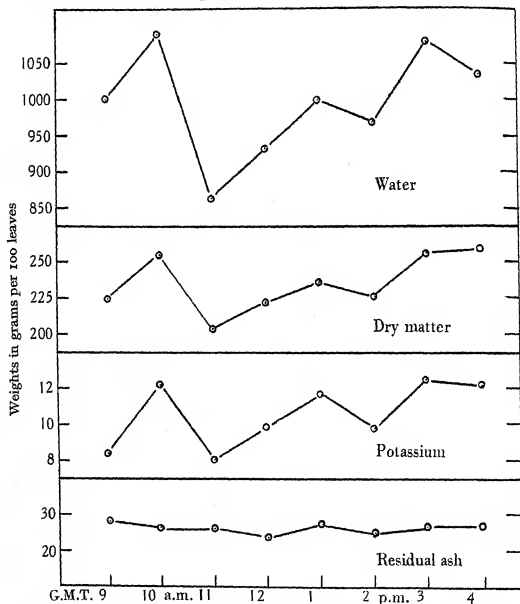 Weights in grams per 100 leaves
1050
1000
950
900
850
Water
250
225
200
Dry matter
12
10
8
Potassium
30
20
Residual ash
G.M.T. 9 10 a.m. 11 12 1 2 p.m. 3 4